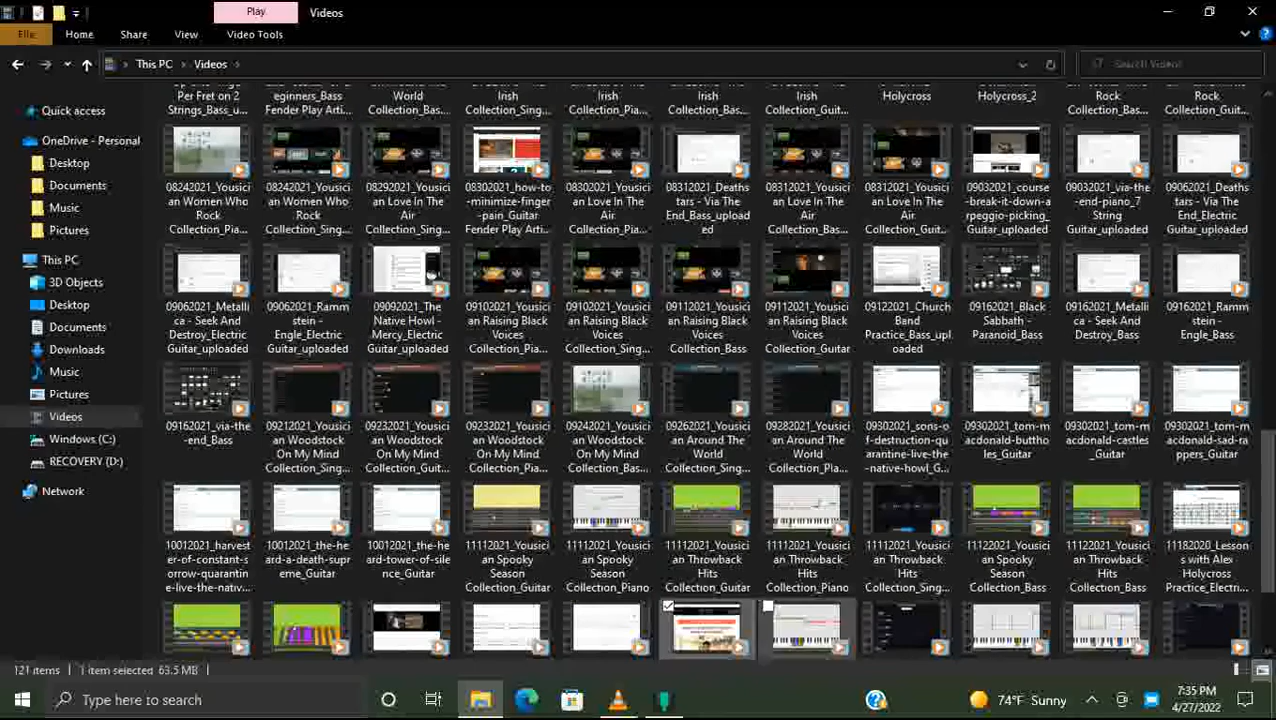 Play
Videos
File
Home
Share
View
Video Tools
This PC
Videos
Search Videos
Quick access
OneDrive - Personal
Desktop
Documents
Music
Pictures
This PC
3D Objects
Desktop
Documents
Downloads
Music
Pictures
Videos
Windows (C:)
RECOVERY (D:)
Network
Per Fret on 2
Strings_Bass_u...
eginners_Bass
Fender Play Arti...
World
Collection_Bas...
Irish
Collection_Sing...
Irish
Collection_Pia...
Irish
Collection_Bas...
Irish
Collection_Guit...
Holycross
Holycross_2
Rock
Collection_Bas...
Rock
Collection_Guit...
08242021_Yousici
an Women Who
Rock
Collection_Pia...
08242021_Yousici
an Women Who
Rock
Collection_Sing...
08292021_Yousici
an Love In The
Air
Collection_Sing...
08302021_how-to
-minimize-finger
-pain_Guitar
Fender Play Arti...
08302021_Yousici
an Love In The
Air
Collection_Pia...
08312021_Deaths
tars - Via The
End_Bass_upload
ed
08312021_Yousici
an Love In The
Air
Collection_Bas...
08312021_Yousici
an Love In The
Air
Collection_Guit...
09032021_course
-break-it-down-a
rpeggio-picking_
Guitar_uploaded
09032021_via-the
-end-piano_7
String
Guitar_uploaded
09062021_Deaths
tars - Via The
End_Electric
Guitar_uploaded
09062021_Metalli
ca - Seek And
Destroy_Electric
Guitar_uploaded
09062021_Ramm
stein -
Engle_Electric
Guitar_uploaded
09092021_The
Native Howl -
Mercy_Electric
Guitar_uploaded
09102021_Yousici
an Raising Black
Voices
Collection_Pia...
09102021_Yousici
an Raising Black
Voices
Collection_Sing...
09112021_Yousici
an Raising Black
Voices
Collection_Bass
09112021_Yousici
an Raising Black
Voices
Collection_Guitar
09122021_Church
Band
Practice_Bass_upl
oaded
09162021_Black
Sabbath -
Paranoid_Bass
09162021_Metalli
ca - Seek And
Destroy_Bass
09162021_Ramm
stein -
Engle_Bass
09162021_via-the
-end_Bass
09212021_Yousici
an Woodstock
On My Mind
Collection_Sing...
09232021_Yousici
an Woodstock
On My Mind
Collection_Guit...
09232021_Yousici
an Woodstock
On My Mind
Collection_Pia...
09242021_Yousici
an Woodstock
On My Mind
Collection_Bas...
09262021_Yousici
an Around The
World
Collection_Sing...
09282021_Yousici
an Around The
World
Collection_Pia...
09302021_sons-o
f-destruction-qu
arantine-live-the
-native-howl_G...
09302021_tom-m
acdonald-buttho
les_Guitar
09302021_tom-m
acdonald-castles
_Guitar
09302021_tom-m
acdonald-sad-ra
ppers_Guitar
10012021_harvest
er-of-constant-s
orrow-quarantin
e-live-the-nativ...
10012021_the-he
ard-a-death-supr
eme_Guitar
10012021_the-he
ard-tower-of-sile
nce_Guitar
11112021_Yousici
an Spooky
Season
Collection_Guitar
11112021_Yousici
an Spooky
Season
Collection_Piano
11112021_Yousici
an Throwback
Hits
Collection_Guitar
11112021_Yousici
an Throwback
Hits
Collection_Piano
11112021_Yousici
an Throwback
Hits
Collection_Sing...
11122021_Yousici
an Spooky
Season
Collection_Bass
11122021_Yousici
an Throwback
Hits
Collection_Bass
11182020_Lesson
s with Alex
Holycross
Practice_Electri...
121 items
1 item selected 63.5 MB
Type here to search
74°F Sunny
7:35 PM
4/27/2022